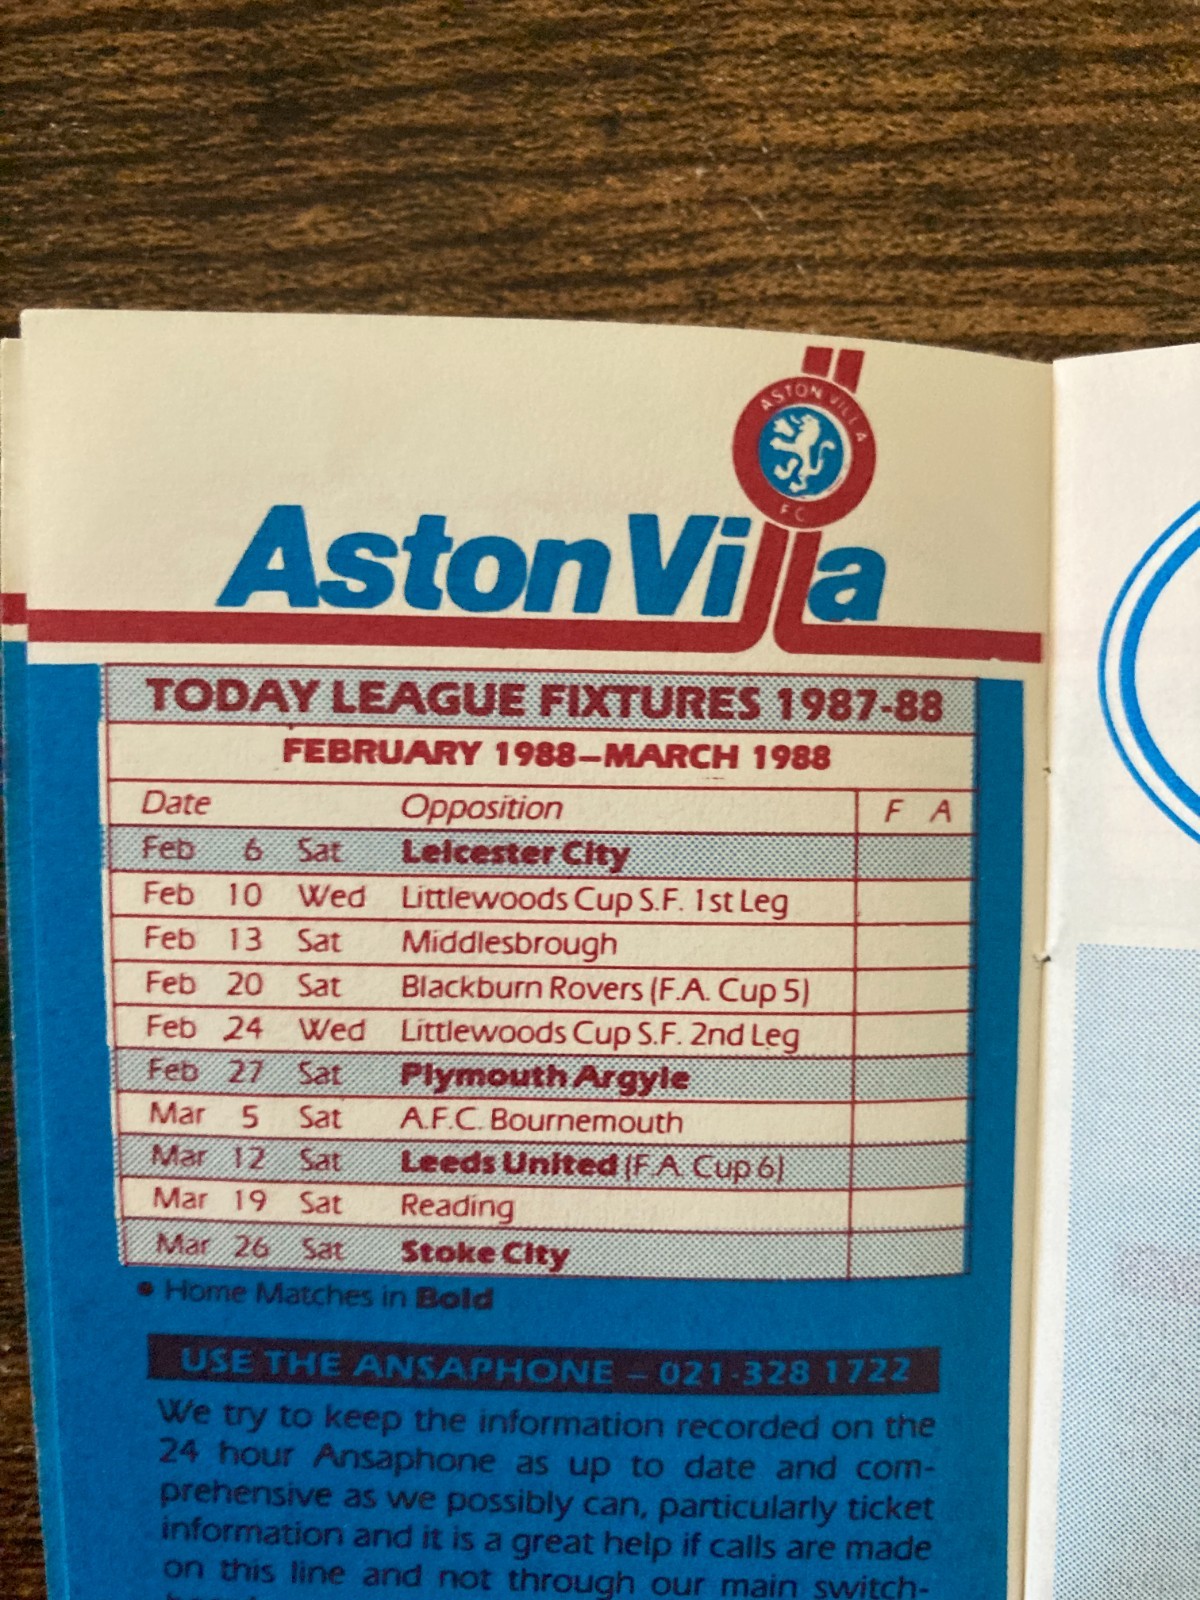 ASTON VILLA
F.C.
Aston Villa
TODAY LEAGUE FIXTURES 1987-88
FEBRUARY 1988–MARCH 1988
Date Opposition F A
Feb 6 Sat Leicester City
Feb 10 Wed Littlewoods Cup S.F. 1st Leg
Feb 13 Sat Middlesbrough
Feb 20 Sat Blackburn Rovers (F.A. Cup 5)
Feb 24 Wed Littlewoods Cup S.F. 2nd Leg
Feb 27 Sat Plymouth Argyle
Mar 5 Sat A.F.C. Bournemouth
Mar 12 Sat Leeds United (F.A. Cup 6)
Mar 19 Sat Reading
Mar 26 Sat Stoke City
• Home Matches in Bold
USE THE ANSAPHONE – 021-328 1722
We try to keep the information recorded on the
24 hour Ansaphone as up to date and com-
prehensive as we possibly can, particularly ticket
information and it is a great help if calls are made
on this line and not through our main switch-